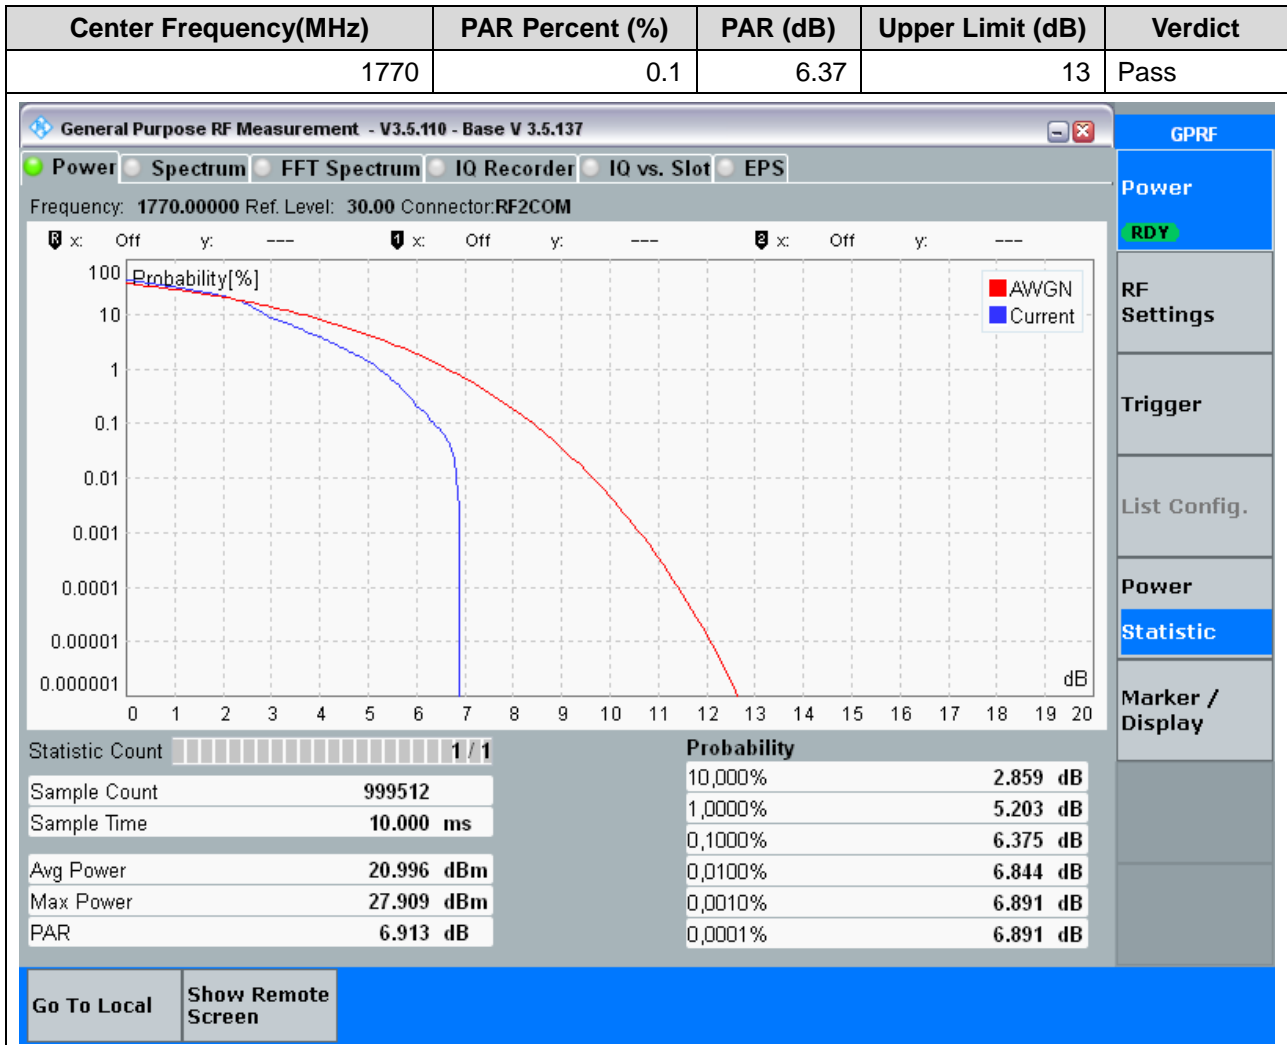 Center Frequency(MHz) PAR Percent (%) PAR (dB) Upper Limit (dB) Verdict
1770 0.1 6.37 13 Pass
General Purpose RF Measurement - V3.5.110 - Base V 3.5.137
GPRF
Power Spectrum FFT Spectrum IQ Recorder IQ vs. Slot EPS
Frequency: 1770.00000 Ref. Level: 30.00 Connector:RF2COM
Power
RDY
R x: Off y: --- 1 x: Off y: --- 2 x: Off y: ---
Probability[%]
AWGN
Current
100
10
1
0.1
0.01
0.001
0.0001
0.00001
0.000001
dB
0 1 2 3 4 5 6 7 8 9 10 11 12 13 14 15 16 17 18 19 20
RF
Settings
Trigger
List Config.
Power
Statistic
Marker /
Display
Statistic Count 1 / 1
Sample Count 999512
Sample Time 10.000 ms
Avg Power 20.996 dBm
Max Power 27.909 dBm
PAR 6.913 dB
Probability
10,000% 2.859 dB
1,0000% 5.203 dB
0,1000% 6.375 dB
0,0100% 6.844 dB
0,0010% 6.891 dB
0,0001% 6.891 dB
Go To Local
Show Remote
Screen